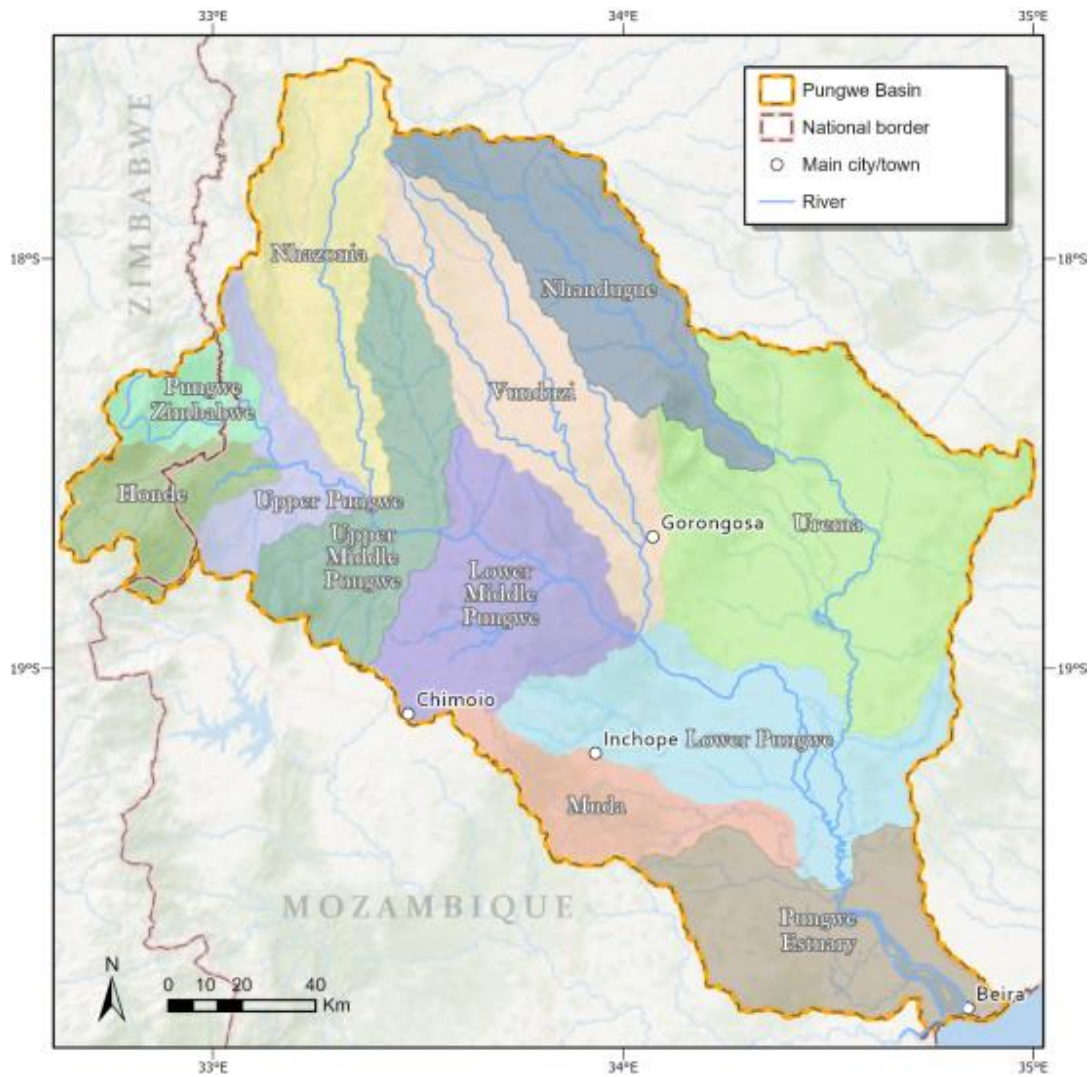 33°E
34°E
35°E
Pungwe Basin
National border
Main city/town
River
ZIMBABWE
18°S
18°S
Nhazonia
Nhandugue
Pungwe
Zimbabwe
Vunduzi
Honde
Upper Pungwe
Gorongosa
Urema
Upper
Middle
Pungwe
Lower
Middle
Pungwe
19°S
19°S
Chimoio
Inchope
Lower Pungwe
Muda
MOZAMBIQUE
Pungwe
Estuary
N
0 10 20 40
Km
Beira
33°E
34°E
35°E